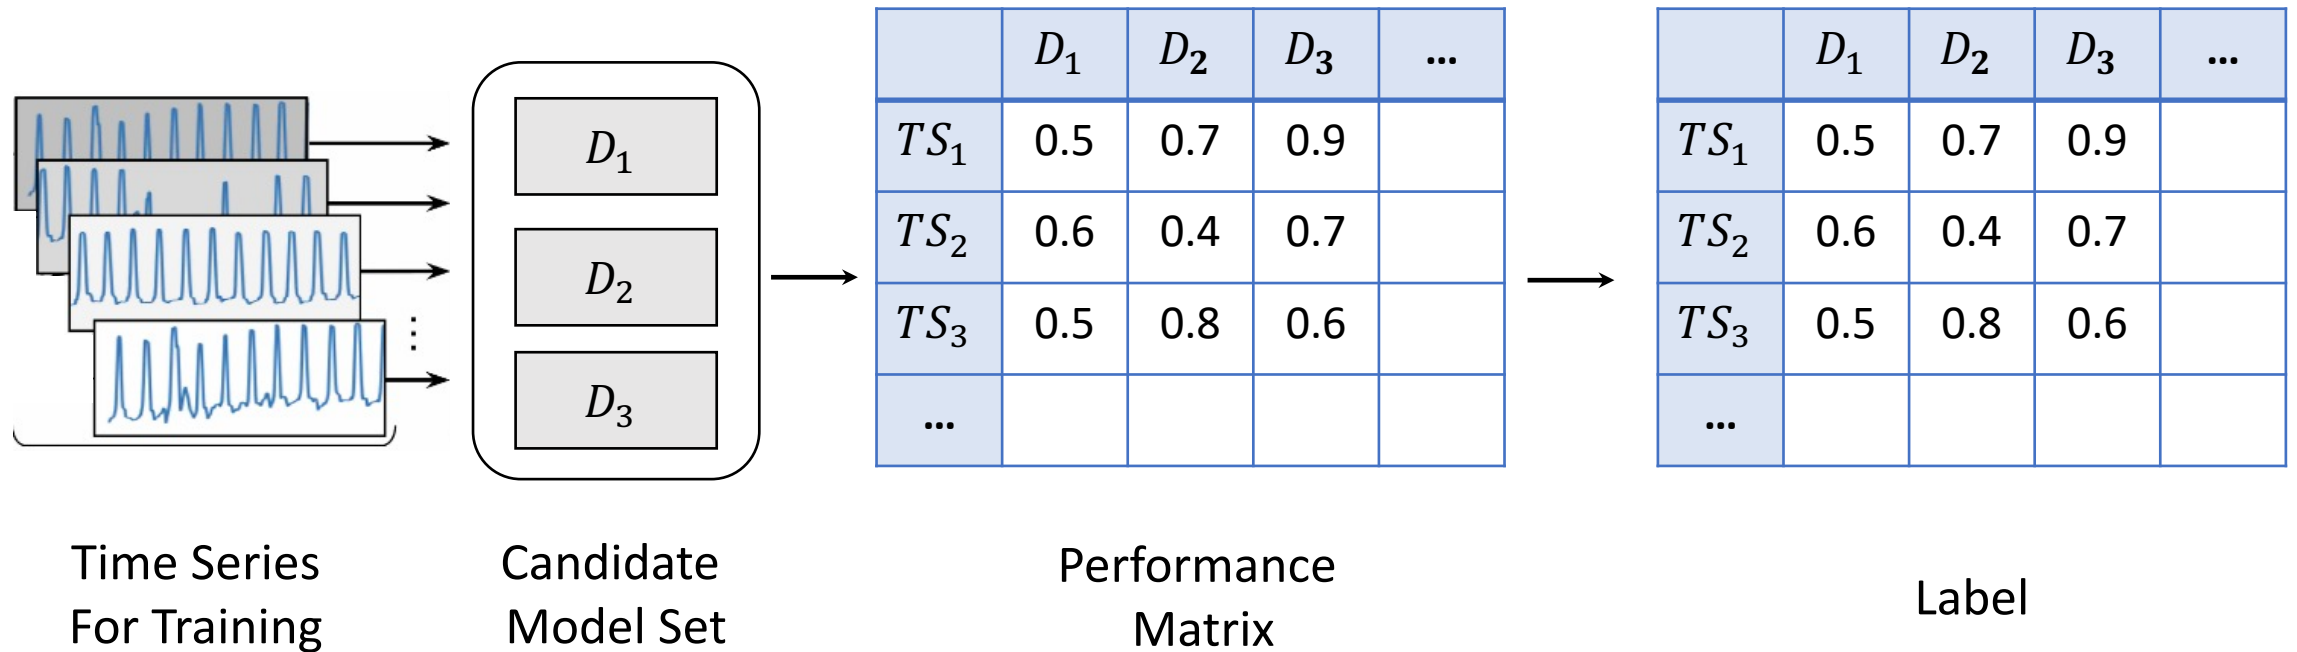 D₁
D₂
D₃
D₁ D₂ D₃ ...
TS₁ 0.5 0.7 0.9
TS₂ 0.6 0.4 0.7
TS₃ 0.5 0.8 0.6
...
D₁ D₂ D₃ ...
TS₁ 0.5 0.7 0.9
TS₂ 0.6 0.4 0.7
TS₃ 0.5 0.8 0.6
...
Time Series
For Training
Candidate
Model Set
Performance
Matrix
Label